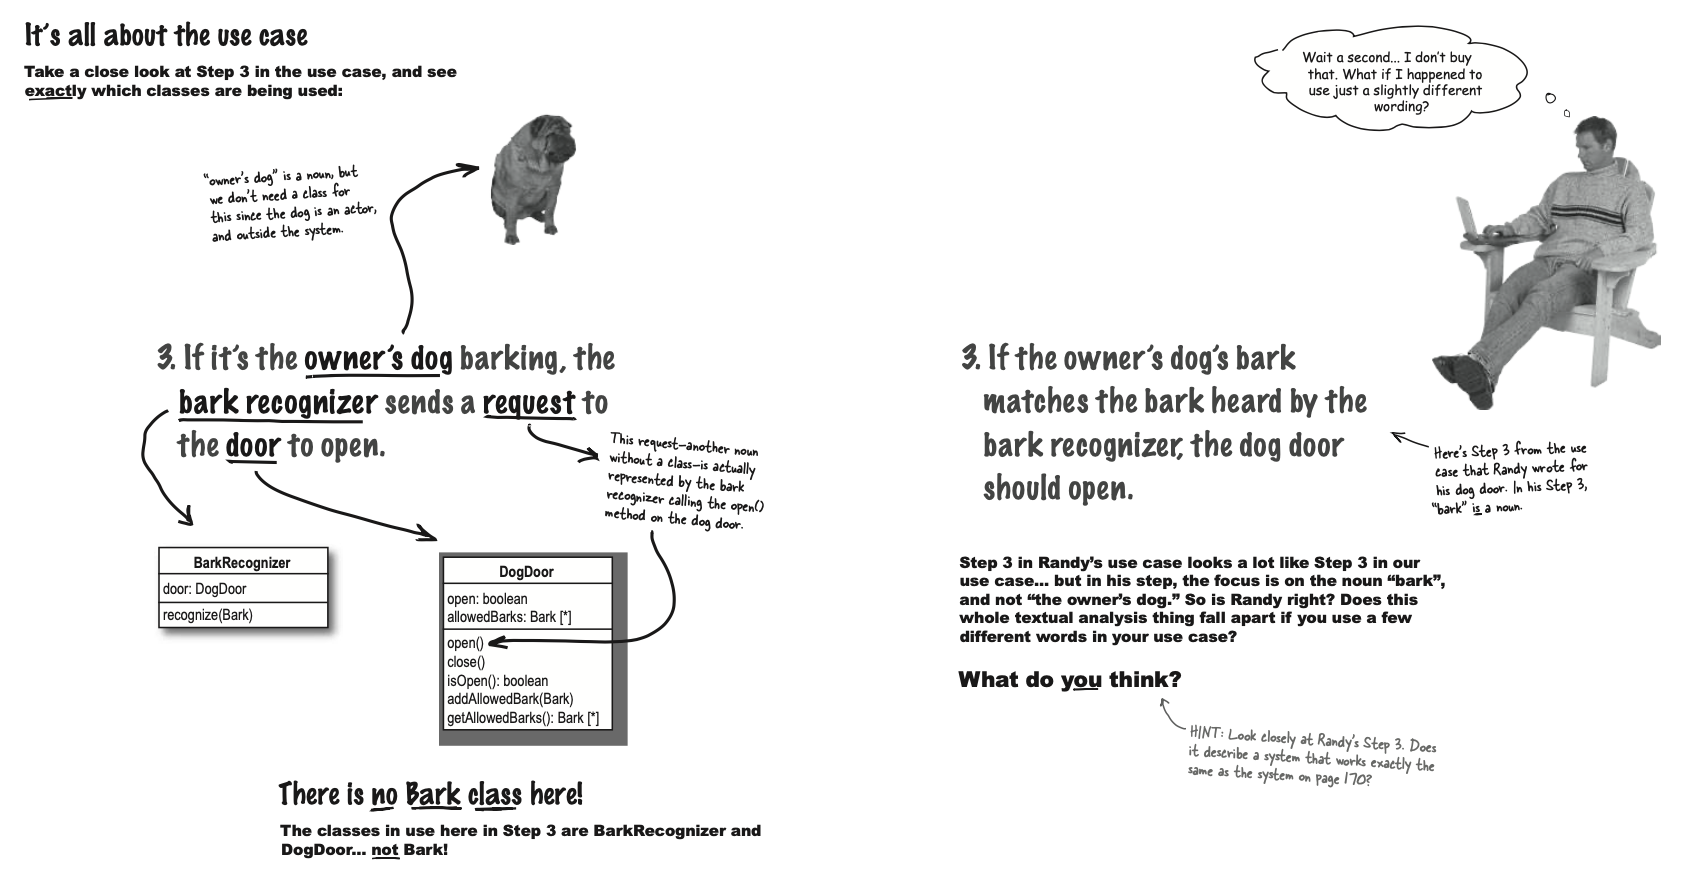 It's all about the use case
Take a close look at Step 3 in the use case, and see
exactly which classes are being used:
"owner's dog" is a noun, but
we don't need a class for
this since the dog is an actor,
and outside the system.
3. If it's the owner's dog barking, the
bark recognizer sends a request to
the door to open.
This request—another noun
without a class—is actually
represented by the bark
recognizer calling the open()
method on the dog door.
BarkRecognizer
door: DogDoor
recognize(Bark)
DogDoor
open: boolean
allowedBarks: Bark [*]
open()
close()
isOpen(): boolean
addAllowedBark(Bark)
getAllowedBarks(): Bark [*]
There is no Bark class here!
The classes in use here in Step 3 are BarkRecognizer and
DogDoor... not Bark!
Wait a second... I don't buy
that. What if I happened to
use just a slightly different
wording?
3. If the owner's dog's bark
matches the bark heard by the
bark recognizer, the dog door
should open.
Here's Step 3 from the use
case that Randy wrote for
his dog door. In his Step 3,
"bark" is a noun.
Step 3 in Randy's use case looks a lot like Step 3 in our
use case... but in his step, the focus is on the noun "bark",
and not "the owner's dog." So is Randy right? Does this
whole textual analysis thing fall apart if you use a few
different words in your use case?
What do you think?
HINT: Look closely at Randy's Step 3. Does
it describe a system that works exactly the
same as the system on page 170?